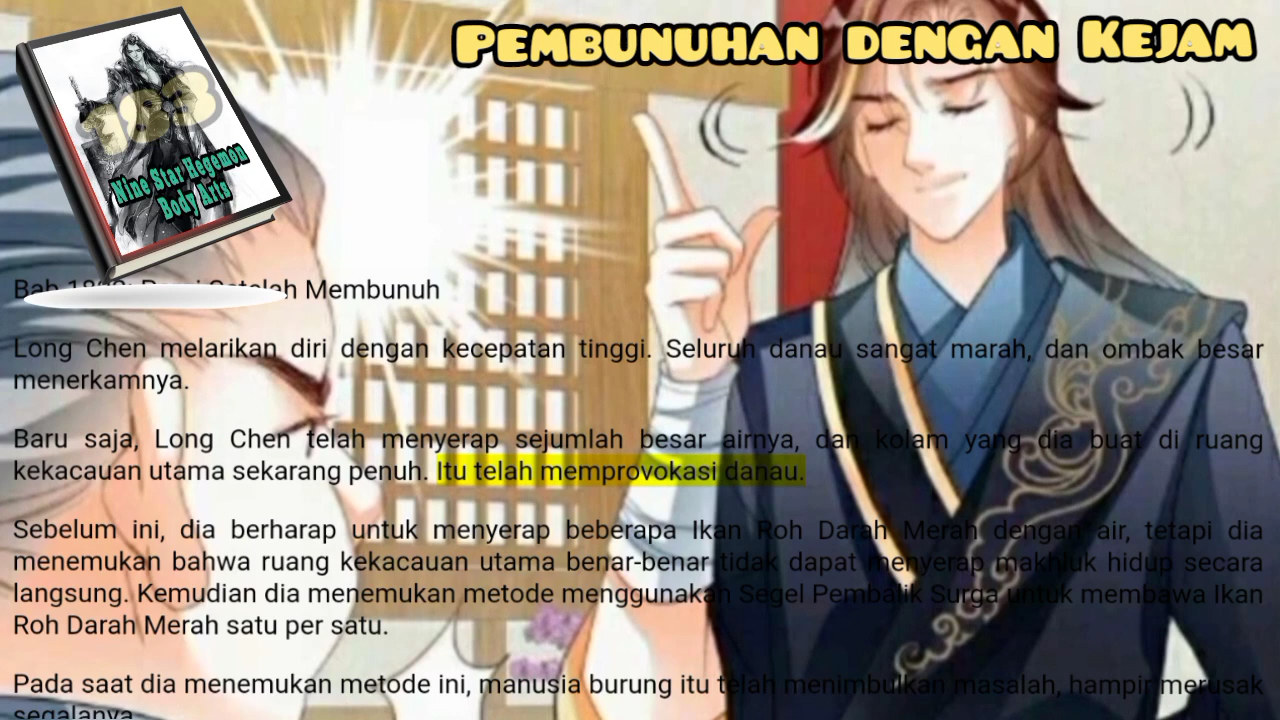 PEMBUNUHAN DENGAN KEJAM
Nine Star Hegemon
Body Arts
Membunuh
Long Chen melarikan diri dengan kecepatan tinggi. Seluruh danau sangat marah, dan ombak besar
menerkamnya.
Baru saja, Long Chen telah menyerap sejumlah besar airnya, dan kolam yang dia buat di ruang
kekacauan utama sekarang penuh. Itu telah memprovokasi danau.
Sebelum ini, dia berharap untuk menyerap beberapa Ikan Roh Darah Merah dengan air, tetapi dia
menemukan bahwa ruang kekacauan utama benar-benar tidak dapat menyerap makhluk hidup secara
langsung. Kemudian dia menemukan metode menggunakan Segel Pembalik Surga untuk membawa Ikan
Roh Darah Merah satu per satu.
Pada saat dia menemukan metode ini, manusia burung itu telah menimbulkan masalah, hampir merusak
segalanya.